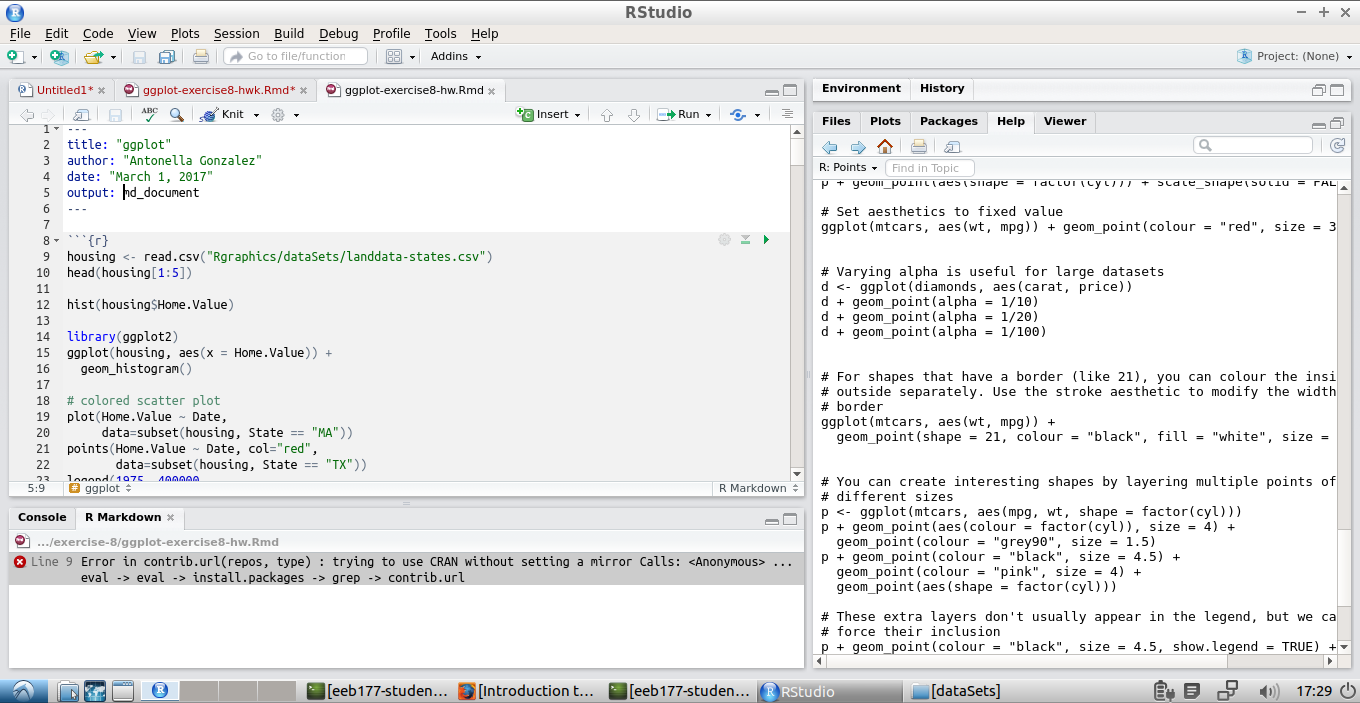 RStudio
File Edit Code View Plots Session Build Debug Profile Tools Help
Go to file/function Addins Project: (None)
Untitled1* ggplot-exercise8-hwk.Rmd* ggplot-exercise8-hw.Rmd
ABC Knit Insert Run
1 ---
2 title: "ggplot"
3 author: "Antonella Gonzalez"
4 date: "March 1, 2017"
5 output: md_document
6 ---
7
8 ```{r}
9 housing <- read.csv("Rgraphics/dataSets/landdata-states.csv")
10 head(housing[1:5])
11
12 hist(housing$Home.Value)
13
14 library(ggplot2)
15 ggplot(housing, aes(x = Home.Value)) +
16 geom_histogram()
17
18 # colored scatter plot
19 plot(Home.Value ~ Date,
20 data=subset(housing, State == "MA"))
21 points(Home.Value ~ Date, col="red",
22 data=subset(housing, State == "TX"))
23 legend(1975, 400000,
5:9 ggplot R Markdown
Console R Markdown
.../exercise-8/ggplot-exercise8-hw.Rmd
Line 9 Error in contrib.url(repos, type) : trying to use CRAN without setting a mirror Calls: <Anonymous> ...
eval -> eval -> install.packages -> grep -> contrib.url
Environment History
Files Plots Packages Help Viewer
R: Points Find in Topic
p + geom_point(aes(shape = factor(cyl))) + scale_shape(solid = FAL
# Set aesthetics to fixed value
ggplot(mtcars, aes(wt, mpg)) + geom_point(colour = "red", size = 3
# Varying alpha is useful for large datasets
d <- ggplot(diamonds, aes(carat, price))
d + geom_point(alpha = 1/10)
d + geom_point(alpha = 1/20)
d + geom_point(alpha = 1/100)
# For shapes that have a border (like 21), you can colour the insi
# outside separately. Use the stroke aesthetic to modify the width
# border
ggplot(mtcars, aes(wt, mpg)) +
geom_point(shape = 21, colour = "black", fill = "white", size =
# You can create interesting shapes by layering multiple points of
# different sizes
p <- ggplot(mtcars, aes(mpg, wt, shape = factor(cyl)))
p + geom_point(aes(colour = factor(cyl)), size = 4) +
geom_point(colour = "grey90", size = 1.5)
p + geom_point(colour = "black", size = 4.5) +
geom_point(colour = "pink", size = 4) +
geom_point(aes(shape = factor(cyl)))
# These extra layers don't usually appear in the legend, but we ca
# force their inclusion
p + geom_point(colour = "black", size = 4.5, show.legend = TRUE) +
[eeb177-studen... [Introduction t... [eeb177-studen... RStudio [dataSets] 17:29